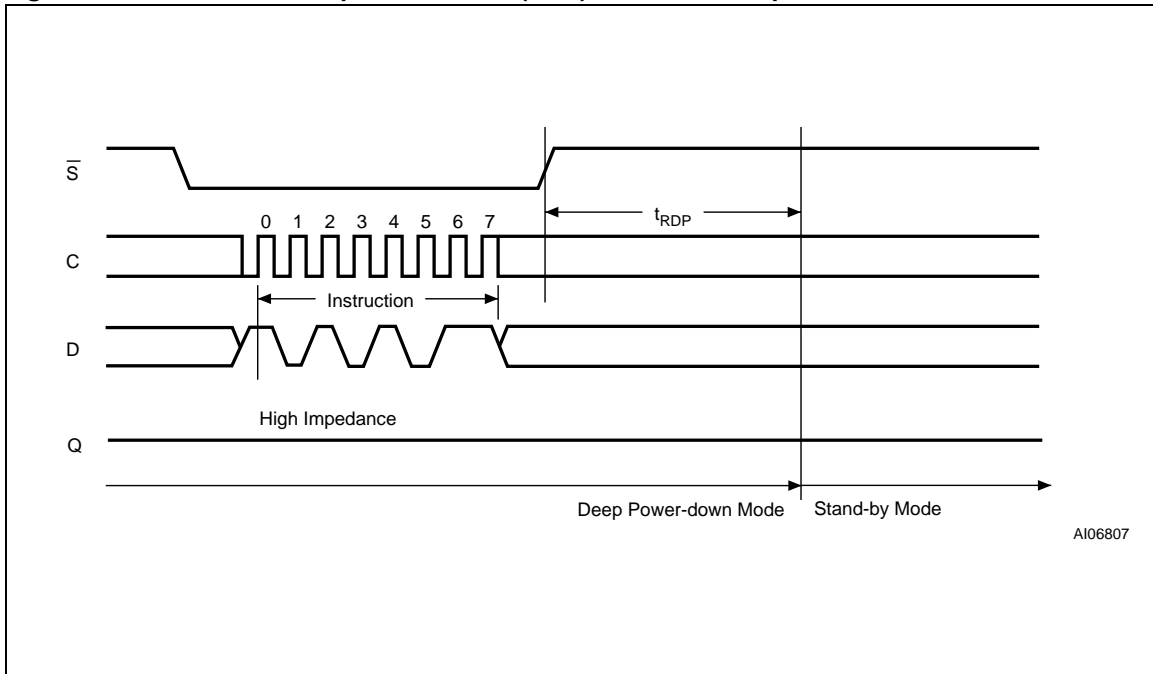 S
tRDP
0 1 2 3 4 5 6 7
C
Instruction
D
High Impedance
Q
Deep Power-down Mode Stand-by Mode
AI06807